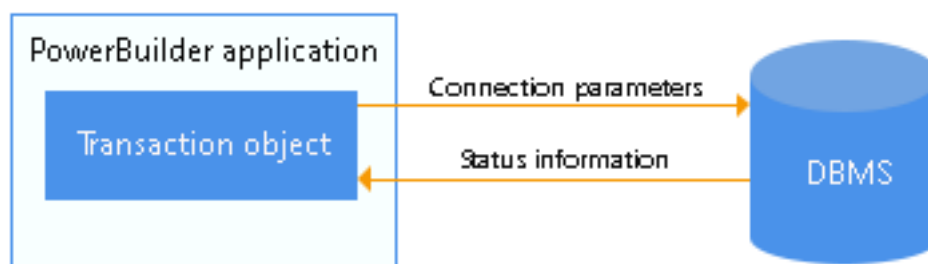 PowerBuilder application
Transaction object
Connection parameters
Status information
DBMS